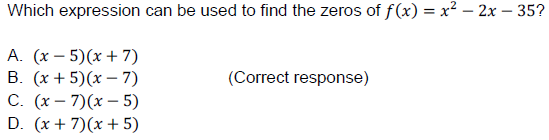 Which expression can be used to find the zeros of f(x) = x² − 2x − 35?
A. (x − 5)(x + 7)
B. (x + 5)(x − 7) (Correct response)
C. (x − 7)(x − 5)
D. (x + 7)(x + 5)